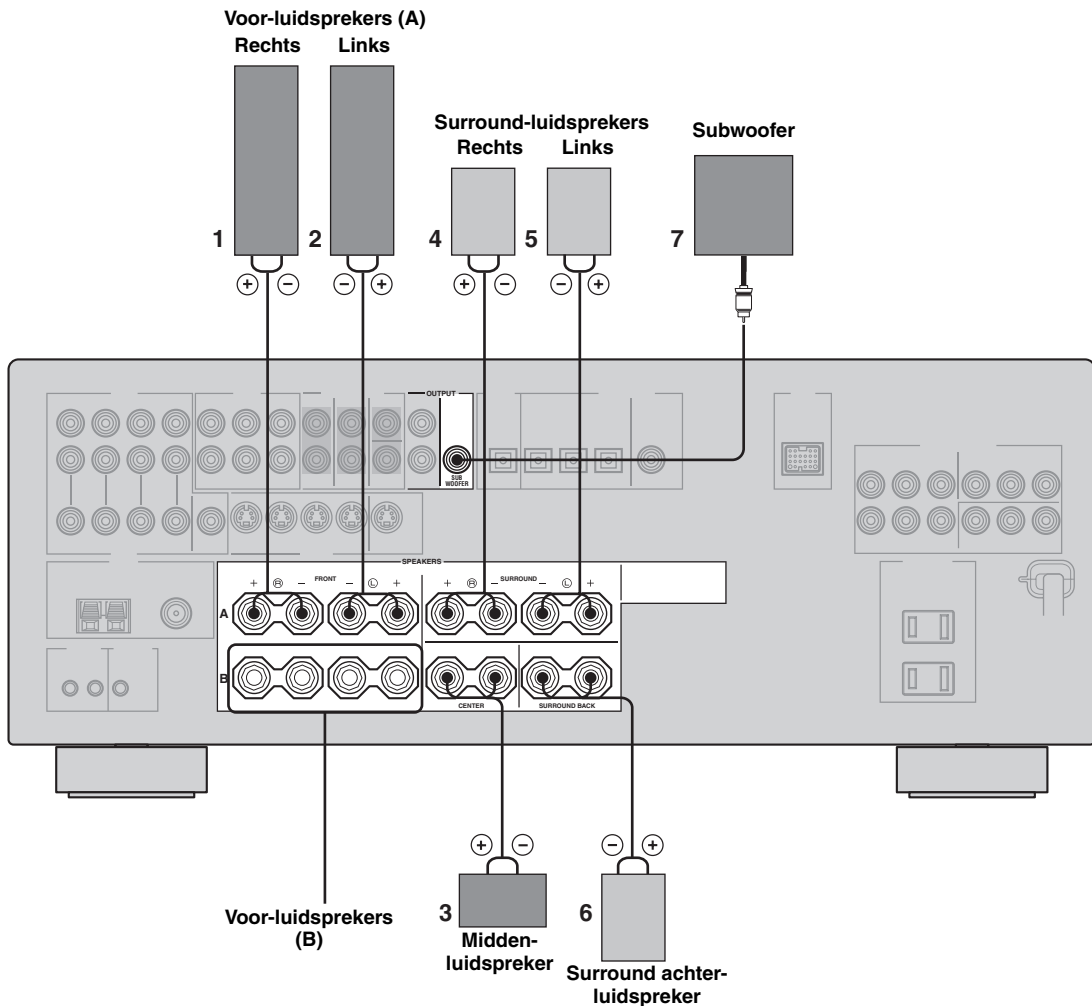 Voor-luidsprekers (A)
Rechts Links
Surround-luidsprekers
Rechts Links
Subwoofer
1 2 4 5 7
+ − − + + − − +
OUTPUT
SUB
WOOFER
SPEAKERS
+ R − FRONT − L + + R − SURROUND − L +
A
B
CENTER SURROUND BACK
+ − − +
Voor-luidsprekers
(B)
3
Midden-
luidspreker
6
Surround achter-
luidspreker